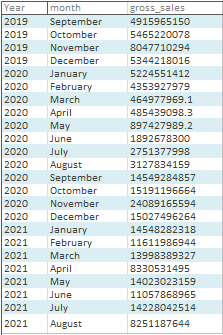 Year month gross_sales
2019 September 4915965150
2019 Octomber 5465220078
2019 November 8047710294
2019 December 5344218016
2020 January 5224551412
2020 February 4353927979
2020 March 464977969.1
2020 April 485439098.3
2020 May 897427989.2
2020 June 1892678300
2020 July 2751377998
2020 August 3127834159
2020 September 14549284857
2020 Octomber 15191196664
2020 November 24089165594
2020 December 15027496264
2021 January 14548282318
2021 February 11611986944
2021 March 13998389327
2021 April 8330531495
2021 May 14023023159
2021 June 11057868965
2021 July 14228042514
2021 August 8251187644